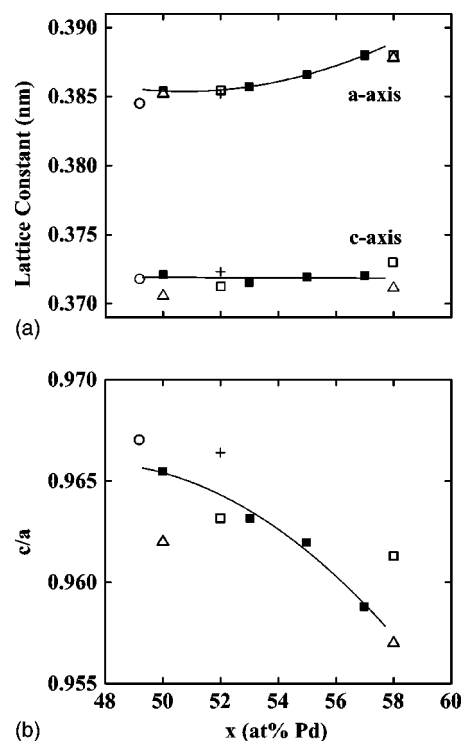 (a)
Lattice Constant (nm)
0.390
0.385
0.380
0.375
0.370
a-axis
c-axis
(b)
c/a
0.970
0.965
0.960
0.955
48 50 52 54 56 58 60
x (at% Pd)